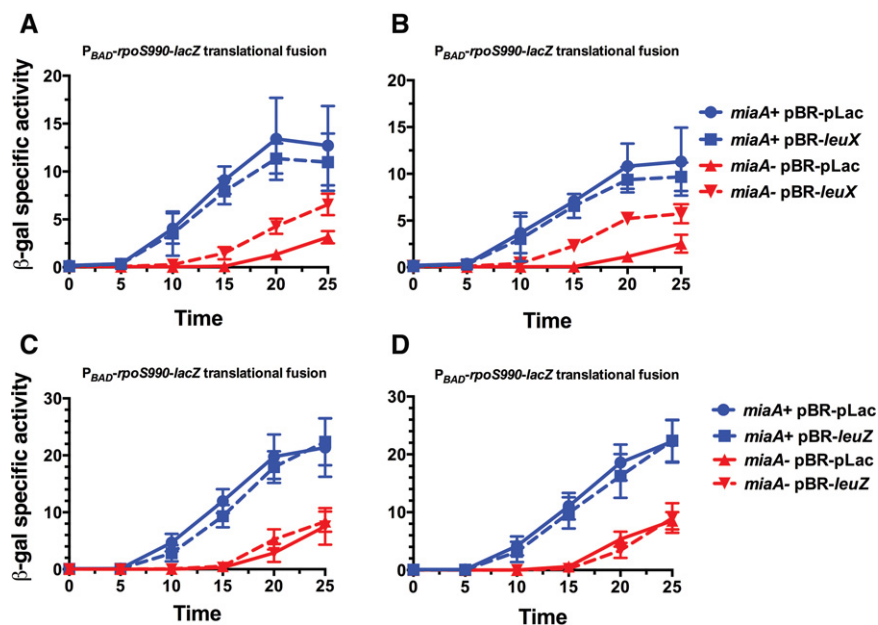 A
P_BAD-rpoS990-lacZ translational fusion
β-gal specific activity
20
15
10
5
0
0 5 10 15 20 25
Time
B
P_BAD-rpoS990-lacZ translational fusion
20
15
10
5
0
0 5 10 15 20 25
Time
miaA+ pBR-pLac
miaA+ pBR-leuX
miaA- pBR-pLac
miaA- pBR-leuX
C
P_BAD-rpoS990-lacZ translational fusion
β-gal specific activity
30
20
10
0
0 5 10 15 20 25
Time
D
P_BAD-rpoS990-lacZ translational fusion
30
20
10
0
0 5 10 15 20 25
Time
miaA+ pBR-pLac
miaA+ pBR-leuZ
miaA- pBR-pLac
miaA- pBR-leuZ